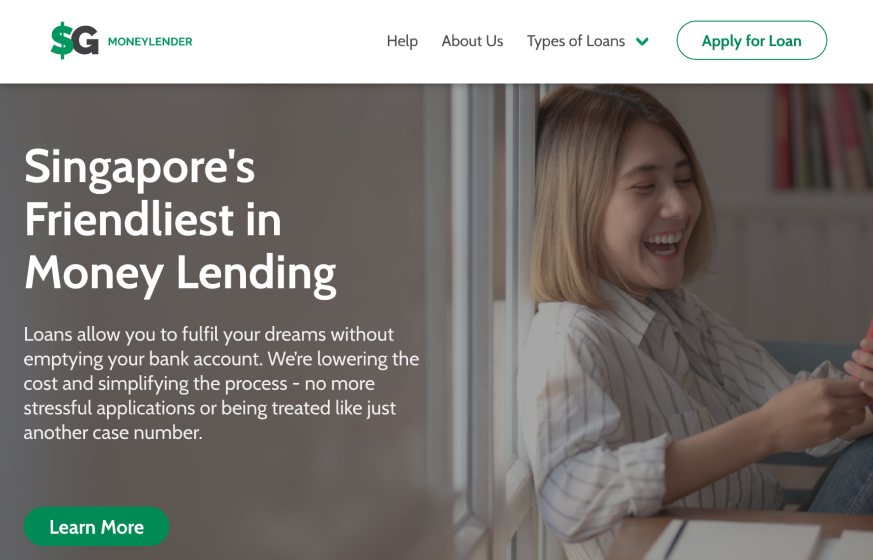 $G MONEYLENDER
Help About Us Types of Loans Apply for Loan
Singapore's
Friendliest in
Money Lending
Loans allow you to fulfil your dreams without
emptying your bank account. We're lowering the
cost and simplifying the process - no more
stressful applications or being treated like just
another case number.
Learn More